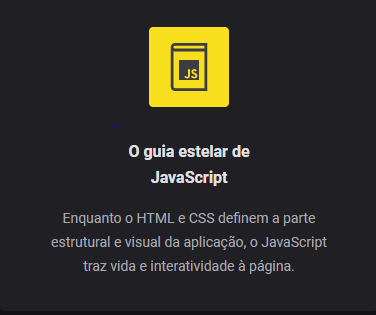 JS
O guia estelar de
JavaScript
Enquanto o HTML e CSS definem a parte
estrutural e visual da aplicação, o JavaScript
traz vida e interatividade à página.